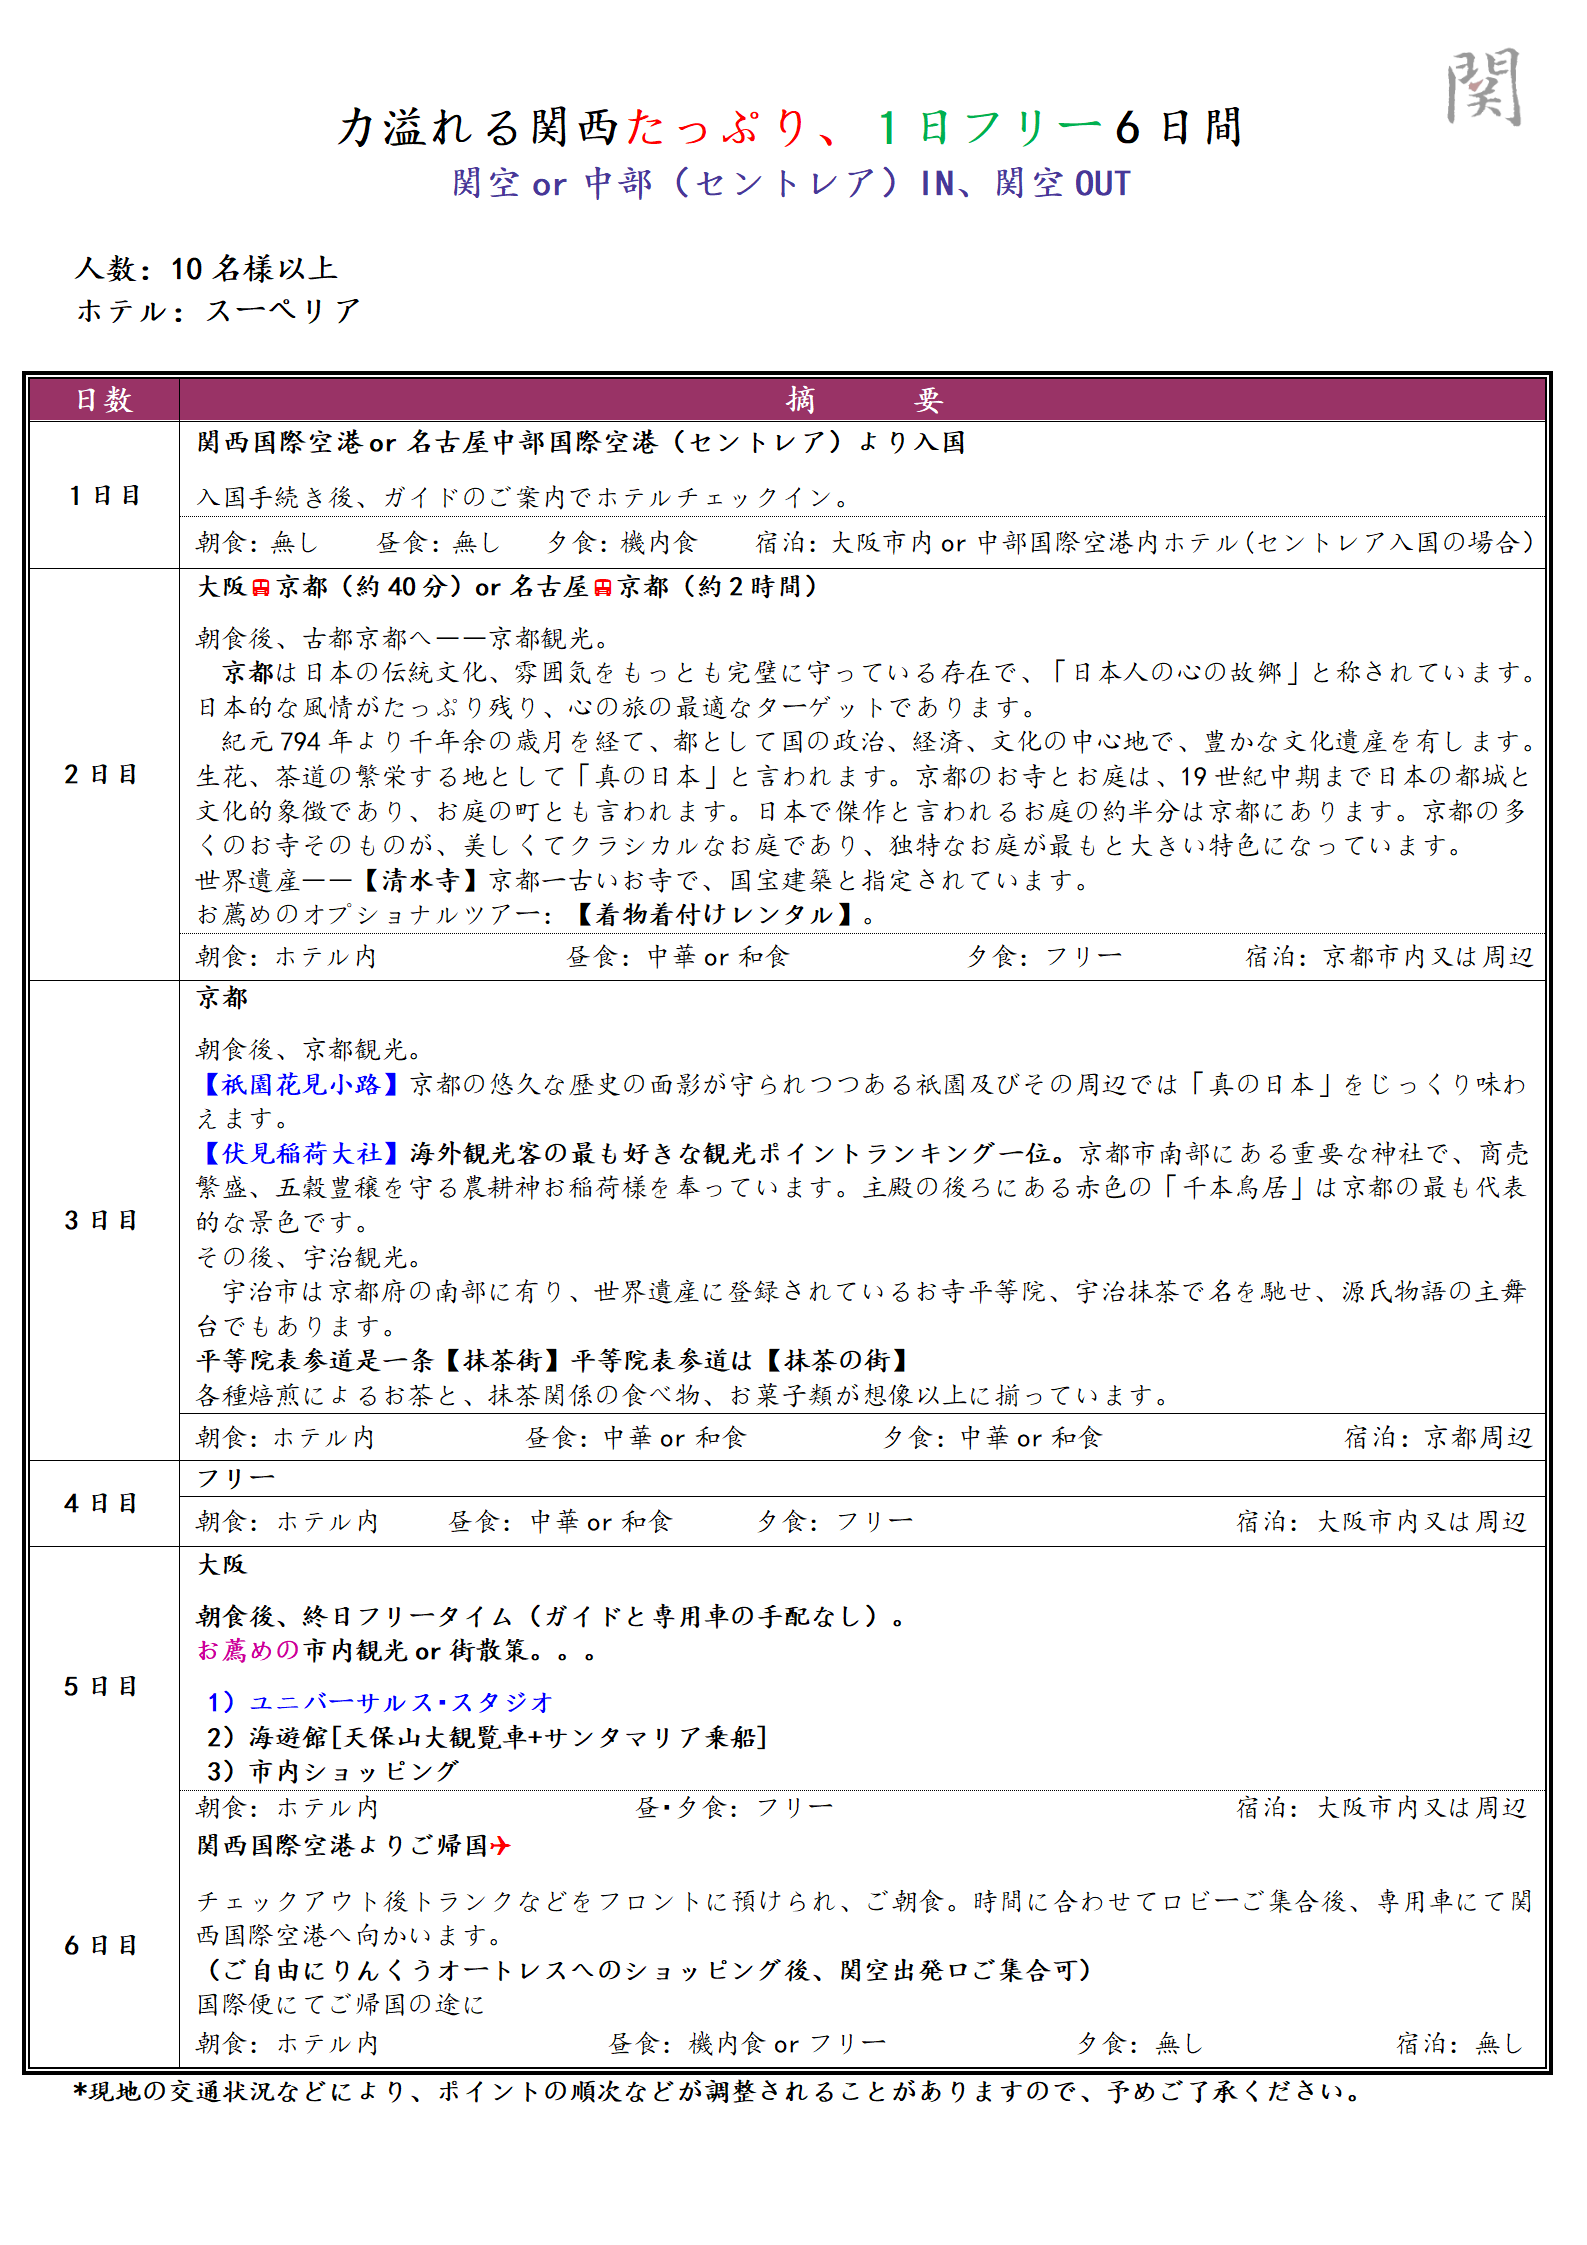 関
力溢れる関西たっぷり、1日フリー6日間
関空 or 中部（セントレア）IN、関空 OUT
人数：10 名様以上
ホテル：スーペリア
日数 摘 要
1日目
関西国際空港 or 名古屋中部国際空港（セントレア）より入国
入国手続き後、ガイドのご案内でホテルチェックイン。
朝食：無し 昼食：無し 夕食：機内食 宿泊：大阪市内 or 中部国際空港内ホテル（セントレア入国の場合）
2日目
大阪京都（約 40 分）or 名古屋京都（約 2 時間）
朝食後、古都京都へ－－京都観光。
京都は日本の伝統文化、雰囲気をもっとも完璧に守っている存在で、「日本人の心の故郷」と称されています。
日本的な風情がたっぷり残り、心の旅の最適なターゲットであります。
紀元 794 年より千年余の歳月を経て、都として国の政治、経済、文化の中心地で、豊かな文化遺産を有します。
生花、茶道の繁栄する地として「真の日本」と言われます。京都のお寺とお庭は、19 世紀中期まで日本の都城と
文化的象徴であり、お庭の町とも言われます。日本で傑作と言われるお庭の約半分は京都にあります。京都の多
くのお寺そのものが、美しくてクラシカルなお庭であり、独特なお庭が最もと大きい特色になっています。
世界遺産－－【清水寺】京都一古いお寺で、国宝建築と指定されています。
お薦めのオプショナルツアー：【着物着付けレンタル】。
朝食：ホテル内 昼食：中華 or 和食 夕食：フリー 宿泊：京都市内又は周辺
3日目
京都
朝食後、京都観光。
【祇園花見小路】京都の悠久な歴史の面影が守られつつある祇園及びその周辺では「真の日本」をじっくり味わ
えます。
【伏見稲荷大社】海外観光客の最も好きな観光ポイントランキング一位。京都市南部にある重要な神社で、商売
繁盛、五穀豊穣を守る農耕神お稲荷様を奉っています。主殿の後ろにある赤色の「千本鳥居」は京都の最も代表
的な景色です。
その後、宇治観光。
宇治市は京都府の南部に有り、世界遺産に登録されているお寺平等院、宇治抹茶で名を馳せ、源氏物語の主舞
台でもあります。
平等院表参道是一条【抹茶街】平等院表参道は【抹茶の街】
各種焙煎によるお茶と、抹茶関係の食べ物、お菓子類が想像以上に揃っています。
朝食：ホテル内 昼食：中華 or 和食 夕食：中華 or 和食 宿泊：京都周辺
4日目
フリー
朝食：ホテル内 昼食：中華 or 和食 夕食：フリー 宿泊：大阪市内又は周辺
5日目
大阪
朝食後、終日フリータイム（ガイドと専用車の手配なし）。
お薦めの市内観光 or 街散策。。。
1）ユニバーサルス・スタジオ
2）海遊館[天保山大観覧車+サンタマリア乗船]
3）市内ショッピング
朝食：ホテル内 昼・夕食：フリー 宿泊：大阪市内又は周辺
6日目
関西国際空港よりご帰国✈
チェックアウト後トランクなどをフロントに預けられ、ご朝食。時間に合わせてロビーご集合後、専用車にて関
西国際空港へ向かいます。
（ご自由にりんくうオートレスへのショッピング後、関空出発ロご集合可）
国際便にてご帰国の途に
朝食：ホテル内 昼食：機内食 or フリー 夕食：無し 宿泊：無し
*現地の交通状況などにより、ポイントの順次などが調整されることがありますので、予めご了承ください。